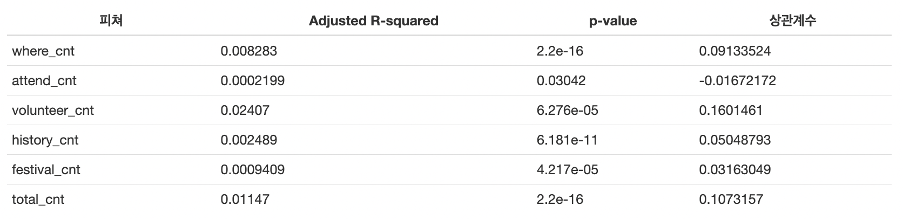 피쳐 Adjusted R-squared p-value 상관계수
where_cnt 0.008283 2.2e-16 0.09133524
attend_cnt 0.0002199 0.03042 -0.01672172
volunteer_cnt 0.02407 6.276e-05 0.1601461
history_cnt 0.002489 6.181e-11 0.05048793
festival_cnt 0.0009409 4.217e-05 0.03163049
total_cnt 0.01147 2.2e-16 0.1073157